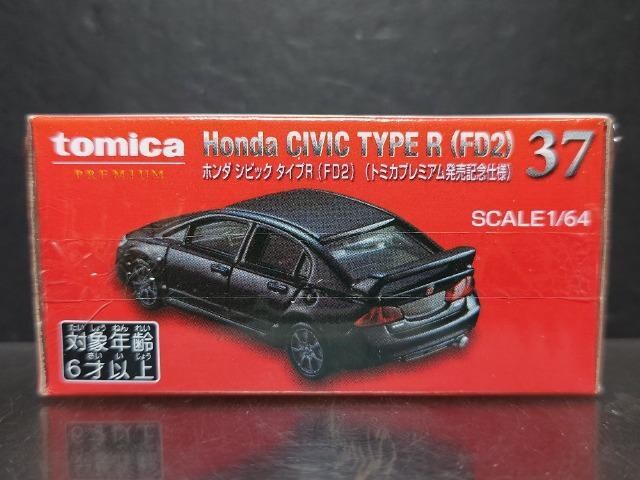 tomica
PREMIUM
Honda CIVIC TYPE R (FD2)
ホンダ シビック タイプR (FD2) (トミカプレミアム発売記念仕様)
37
SCALE1/64
たいしょうねんれい
対象年齢
さいいじょう
6才以上